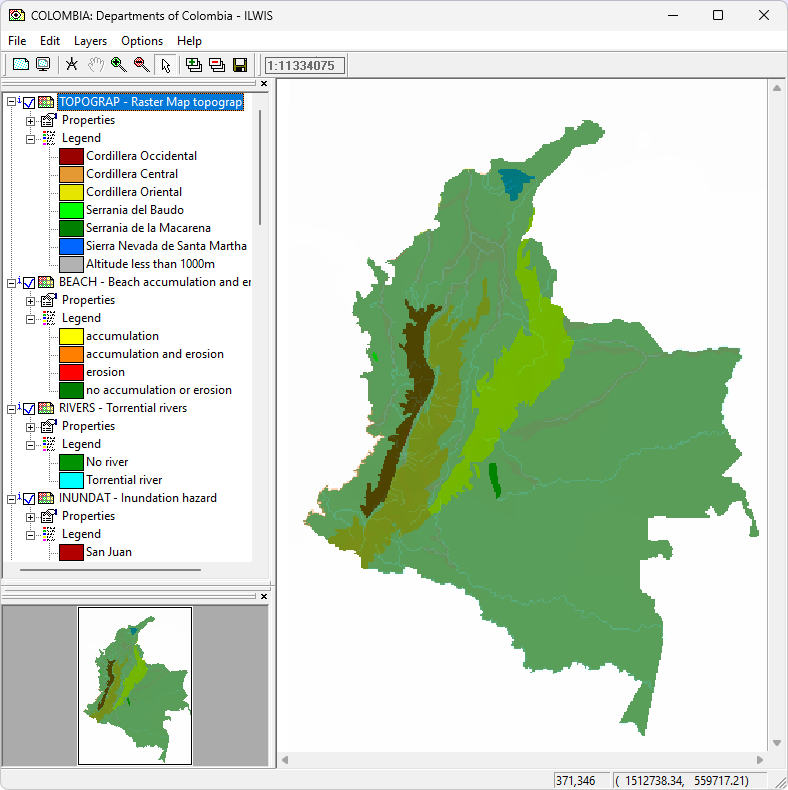 COLOMBIA: Departments of Colombia - ILWIS
File Edit Layers Options Help
1:11334075
TOPOGRAP - Raster Map topograp
Properties
Legend
Cordillera Occidental
Cordillera Central
Cordillera Oriental
Serrania del Baudo
Serrania de la Macarena
Sierra Nevada de Santa Martha
Altitude less than 1000m
BEACH - Beach accumulation and er
Properties
Legend
accumulation
accumulation and erosion
erosion
no accumulation or erosion
RIVERS - Torrential rivers
Properties
Legend
No river
Torrential river
INUNDAT - Inundation hazard
Properties
Legend
San Juan
371,346 ( 1512738.34, 559717.21)